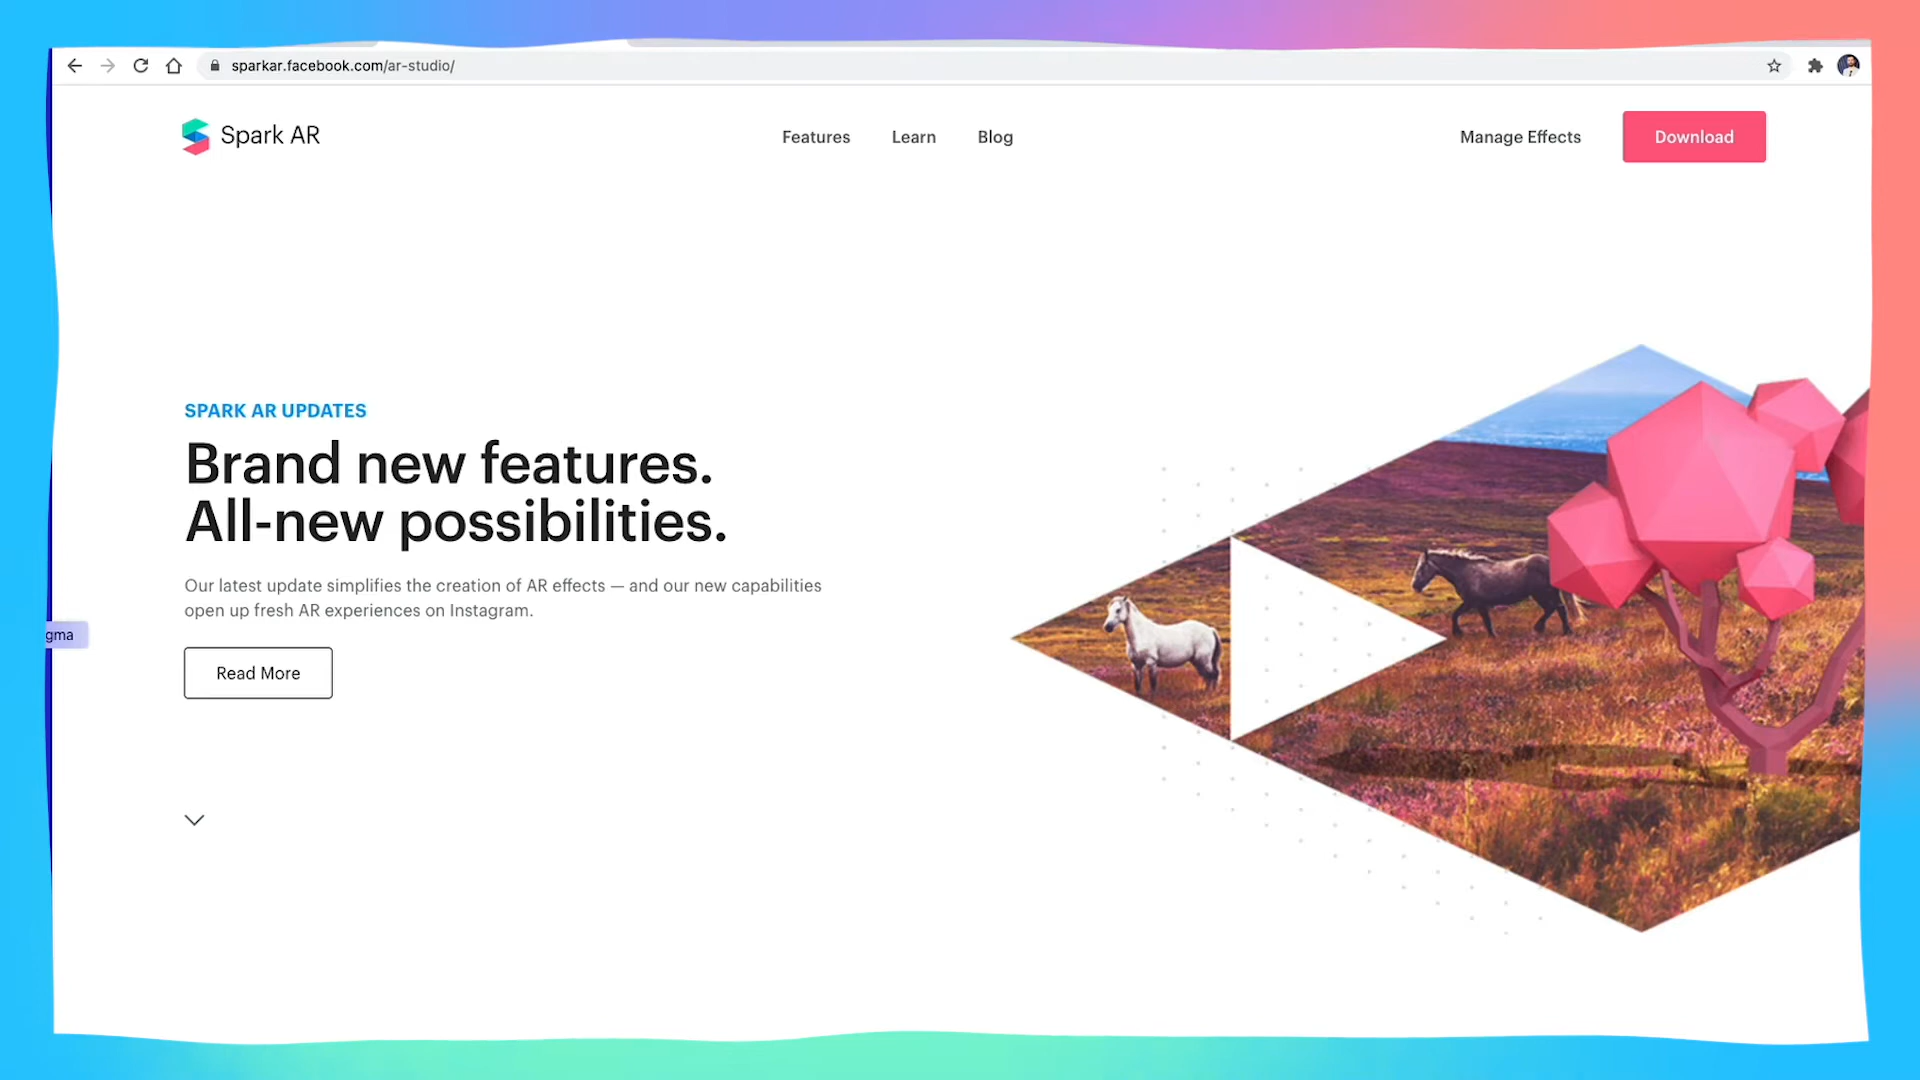 sparkar.facebook.com/ar-studio/
Spark AR
Features
Learn
Blog
Manage Effects
Download
SPARK AR UPDATES
Brand new features.
All-new possibilities.
Our latest update simplifies the creation of AR effects — and our new capabilities
open up fresh AR experiences on Instagram.
gma
Read More